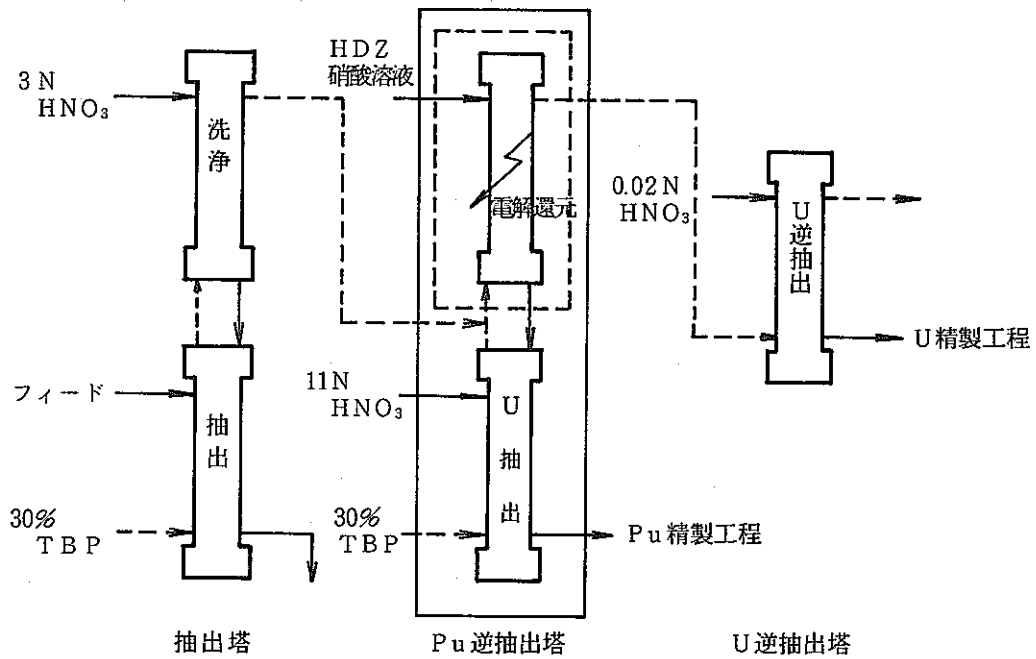 3N
HNO₃
洗浄
フィード
抽出
30%
TBP
抽出塔
HDZ
硝酸溶液
電解還元
11N
HNO₃
U抽出
30%
TBP
Pu精製工程
Pu逆抽出塔
0.02N
HNO₃
U逆抽出
U精製工程
U逆抽出塔